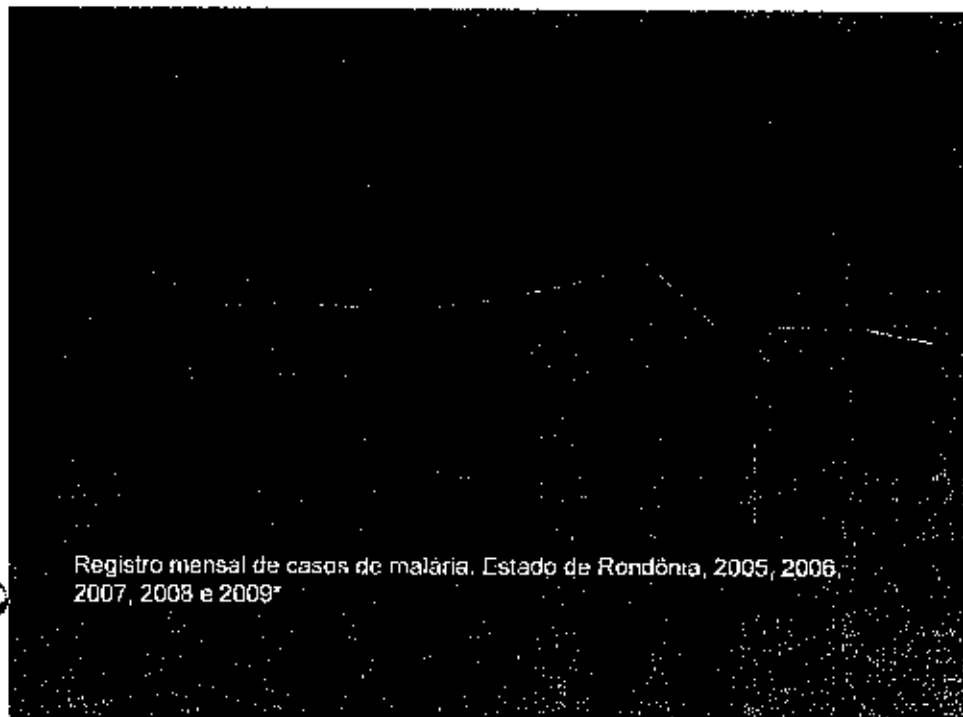 Registro mensal de casos de malária. Estado de Rondônia, 2005, 2006,
2007, 2008 e 2009*